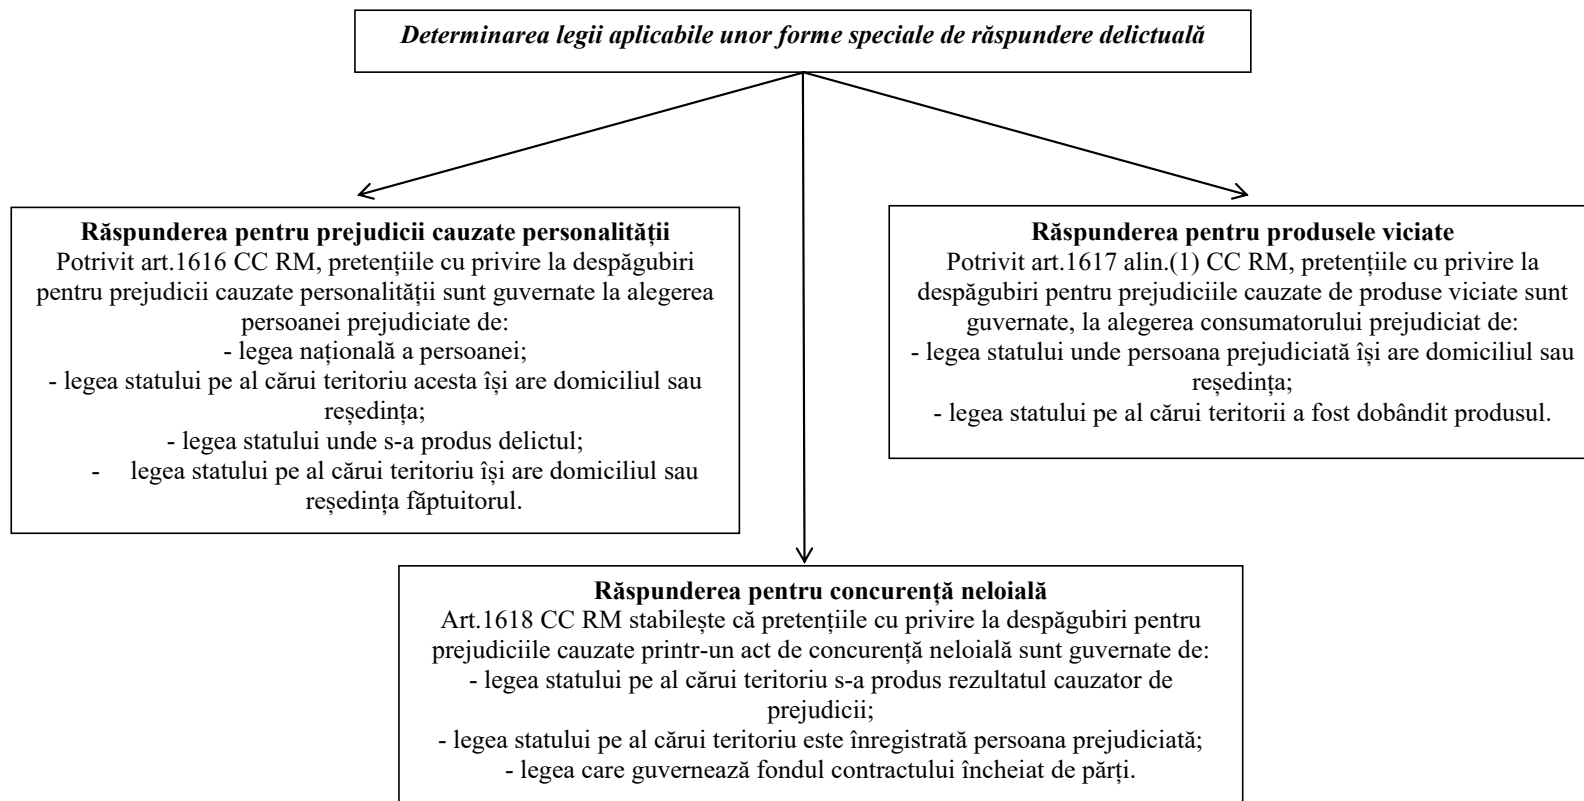 Determinarea legii aplicabile unor forme speciale de răspundere delictuală
Răspunderea pentru prejudicii cauzate personalității
Potrivit art.1616 CC RM, pretențiile cu privire la despăgubiri
pentru prejudicii cauzate personalității sunt guvernate la alegerea
persoanei prejudiciate de:
- legea națională a persoanei;
- legea statului pe al cărui teritoriu acesta își are domiciliul sau
reședința;
- legea statului unde s-a produs delictul;
- legea statului pe al cărui teritoriu își are domiciliul sau
reședința făptuitorul.
Răspunderea pentru produsele viciate
Potrivit art.1617 alin.(1) CC RM, pretențiile cu privire la
despăgubiri pentru prejudiciile cauzate de produse viciate sunt
guvernate, la alegerea consumatorului prejudiciat de:
- legea statului unde persoana prejudiciată își are domiciliul sau
reședința;
- legea statului pe al cărui teritorii a fost dobândit produsul.
Răspunderea pentru concurență neloială
Art.1618 CC RM stabilește că pretențiile cu privire la despăgubiri pentru
prejudiciile cauzate printr-un act de concurență neloială sunt guvernate de:
- legea statului pe al cărui teritoriu s-a produs rezultatul cauzator de
prejudicii;
- legea statului pe al cărui teritoriu este înregistrată persoana prejudiciată;
- legea care guvernează fondul contractului încheiat de părți.